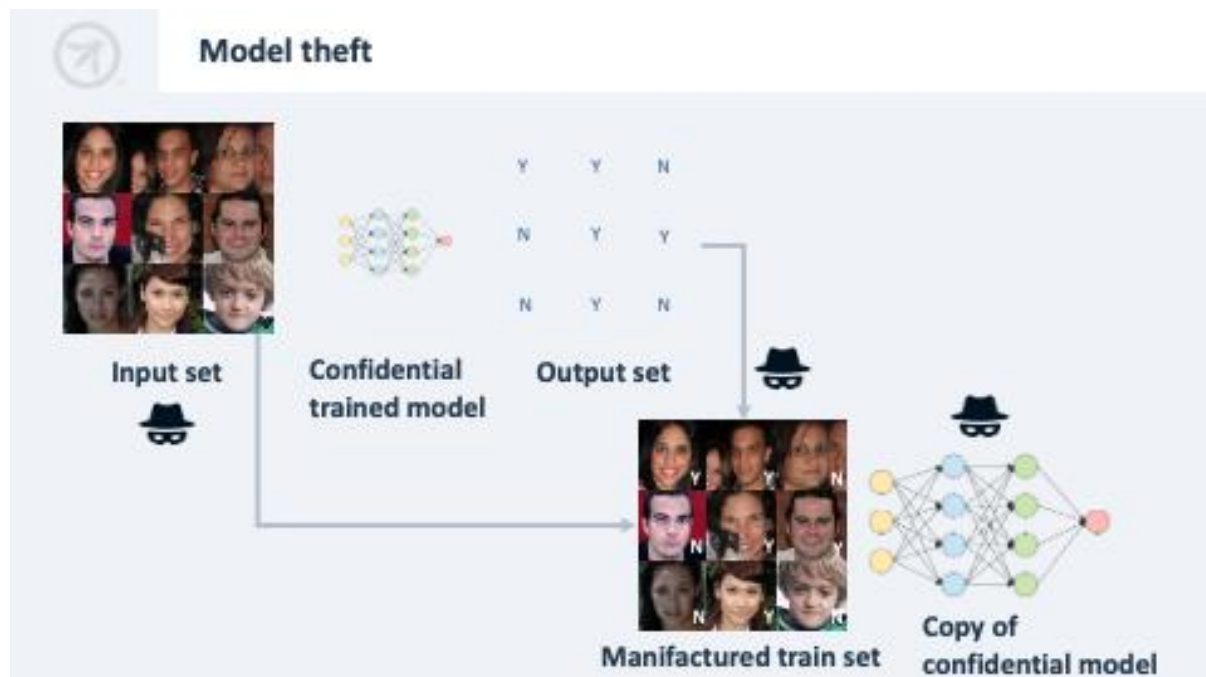 Model theft
Y Y N
N Y Y
N Y N
Input set
Confidential
trained model
Output set
Y Y N
N Y Y
N Y N
Manifactured train set
Copy of
confidential model